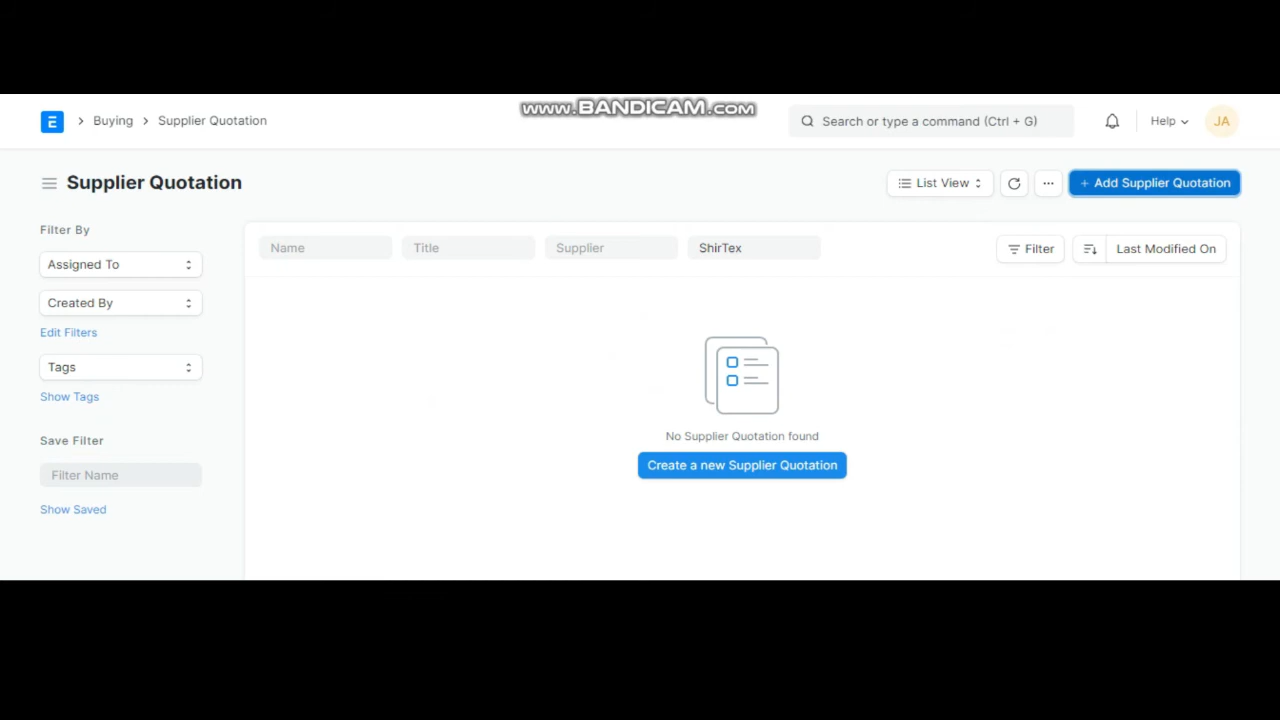 www.BANDICAM.com
E
Buying
Supplier Quotation
Search or type a command (Ctrl + G)
Help
JA
Supplier Quotation
List View
+ Add Supplier Quotation
Filter By
Assigned To
Created By
Edit Filters
Tags
Show Tags
Save Filter
Filter Name
Show Saved
Name
Title
Supplier
ShirTex
Filter
Last Modified On
No Supplier Quotation found
Create a new Supplier Quotation